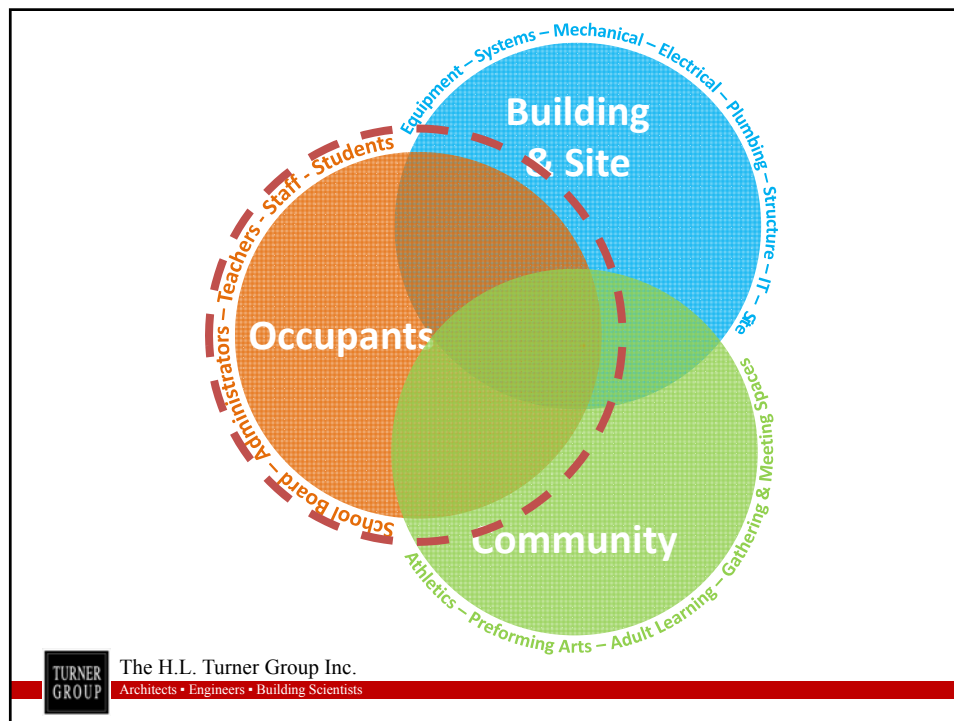 Equipment – Systems – Mechanical – Electrical – Plumbing – Structure – IT – Site
Building
& Site
School Board – Administrators – Teachers - Staff - Students
Occupants
Community
Athletics – Preforming Arts – Adult Learning – Gathering & Meeting Spaces
TURNER
GROUP
The H.L. Turner Group Inc.
Architects ▪ Engineers ▪ Building Scientists